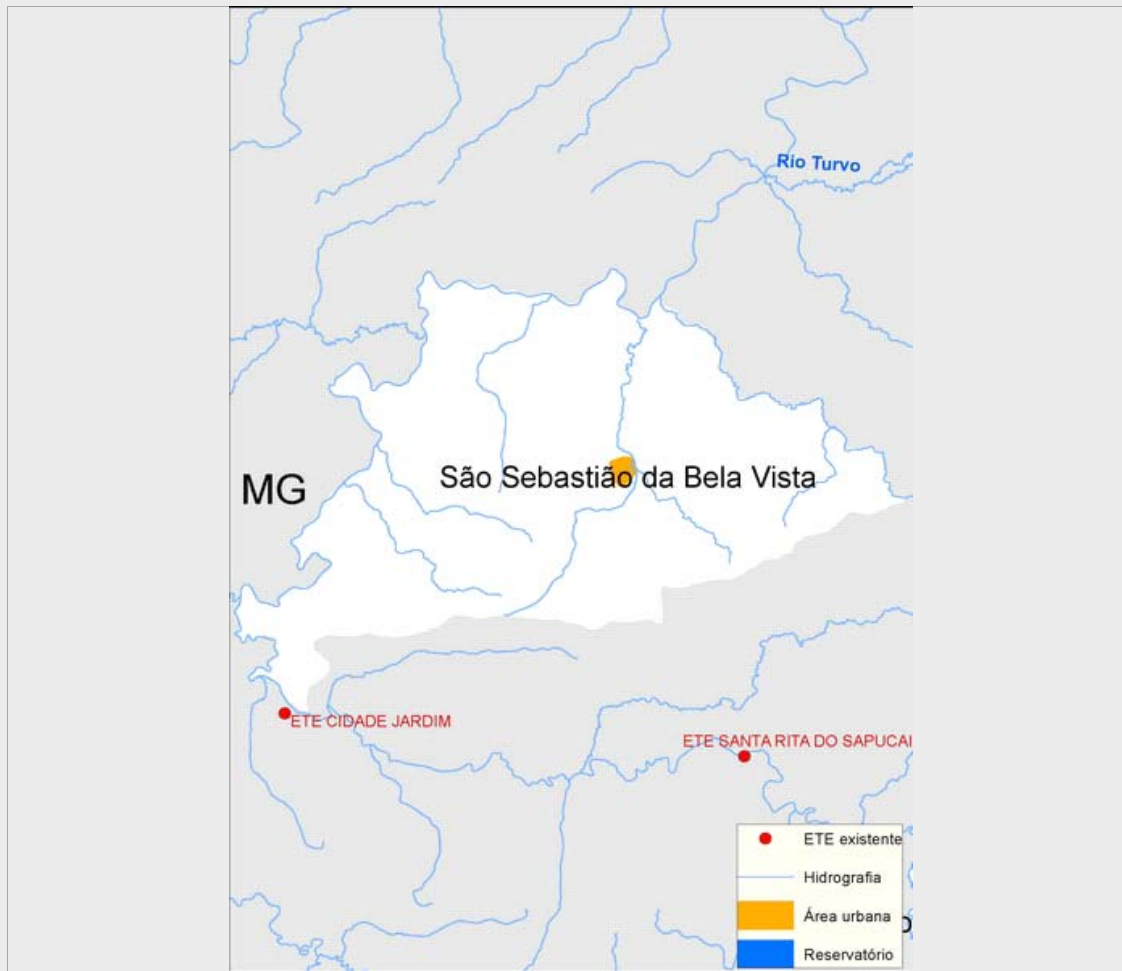 Rio Turvo
São Sebastião da Bela Vista
MG
ETE CIDADE JARDIM
ETE SANTA RITA DO SAPUCAI
ETE existente
Hidrografia
Área urbana
Reservatório